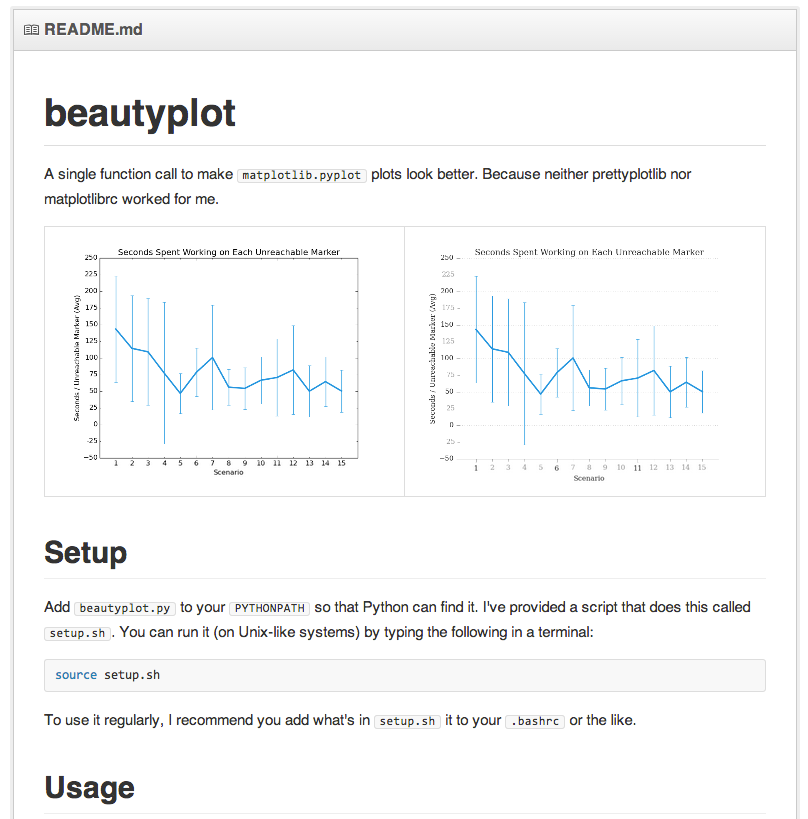 README.md
beautyplot
A single function call to make matplotlib.pyplot plots look better. Because neither prettyplotlib nor
matplotlibrc worked for me.
Seconds Spent Working on Each Unreachable Marker
250
225
200
175
150
125
100
75
50
25
0
−25
−50
Seconds / Unreachable Marker (Avg)
1 2 3 4 5 6 7 8 9 10 11 12 13 14 15
Scenario
Seconds Spent Working on Each Unreachable Marker
250
225
200
175
150
125
100
75
50
25
0
−25
−50
Seconds / Unreachable Marker (Avg)
1 2 3 4 5 6 7 8 9 10 11 12 13 14 15
Scenario
Setup
Add beautyplot.py to your PYTHONPATH so that Python can find it. I've provided a script that does this called
setup.sh . You can run it (on Unix-like systems) by typing the following in a terminal:
source setup.sh
To use it regularly, I recommend you add what's in setup.sh it to your .bashrc or the like.
Usage